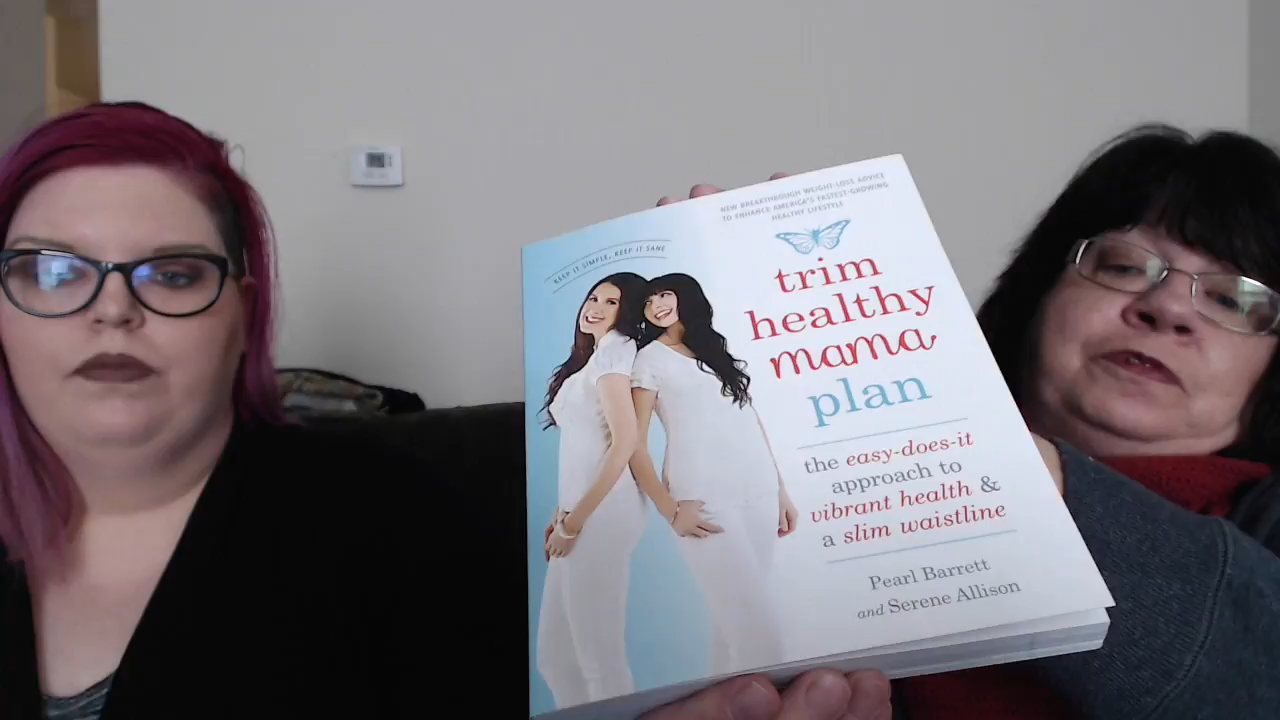 KEEP IT SIMPLE, KEEP IT SANE
NEW BREAKTHROUGH WEIGHT-LOSS ADVICE
TO ENHANCE AMERICA'S FASTEST-GROWING
HEALTHY LIFESTYLE
trim
healthy
mama
plan
the easy-does-it
approach to
vibrant health &
a slim waistline
Pearl Barrett
and Serene Allison